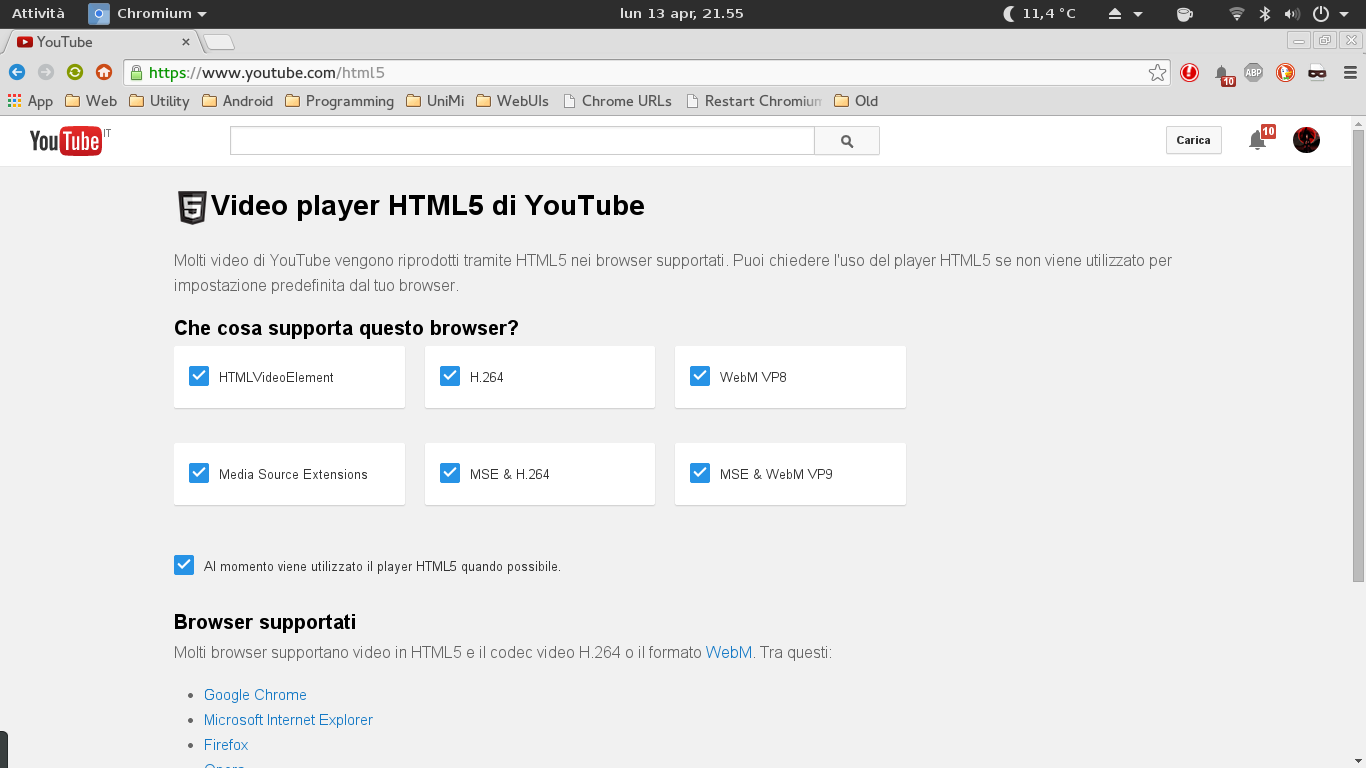 Attività Chromium lun 13 apr, 21.55 11,4 °C
YouTube
https://www.youtube.com/html5 10 ABP
App Web Utility Android Programming UniMi WebUIs Chrome URLs Restart Chromium Old
YouTube IT Carica 10
5 Video player HTML5 di YouTube
Molti video di YouTube vengono riprodotti tramite HTML5 nei browser supportati. Puoi chiedere l'uso del player HTML5 se non viene utilizzato per
impostazione predefinita dal tuo browser.
Che cosa supporta questo browser?
HTMLVideoElement H.264 WebM VP8
Media Source Extensions MSE & H.264 MSE & WebM VP9
Al momento viene utilizzato il player HTML5 quando possibile.
Browser supportati
Molti browser supportano video in HTML5 e il codec video H.264 o il formato WebM. Tra questi:
• Google Chrome
• Microsoft Internet Explorer
• Firefox